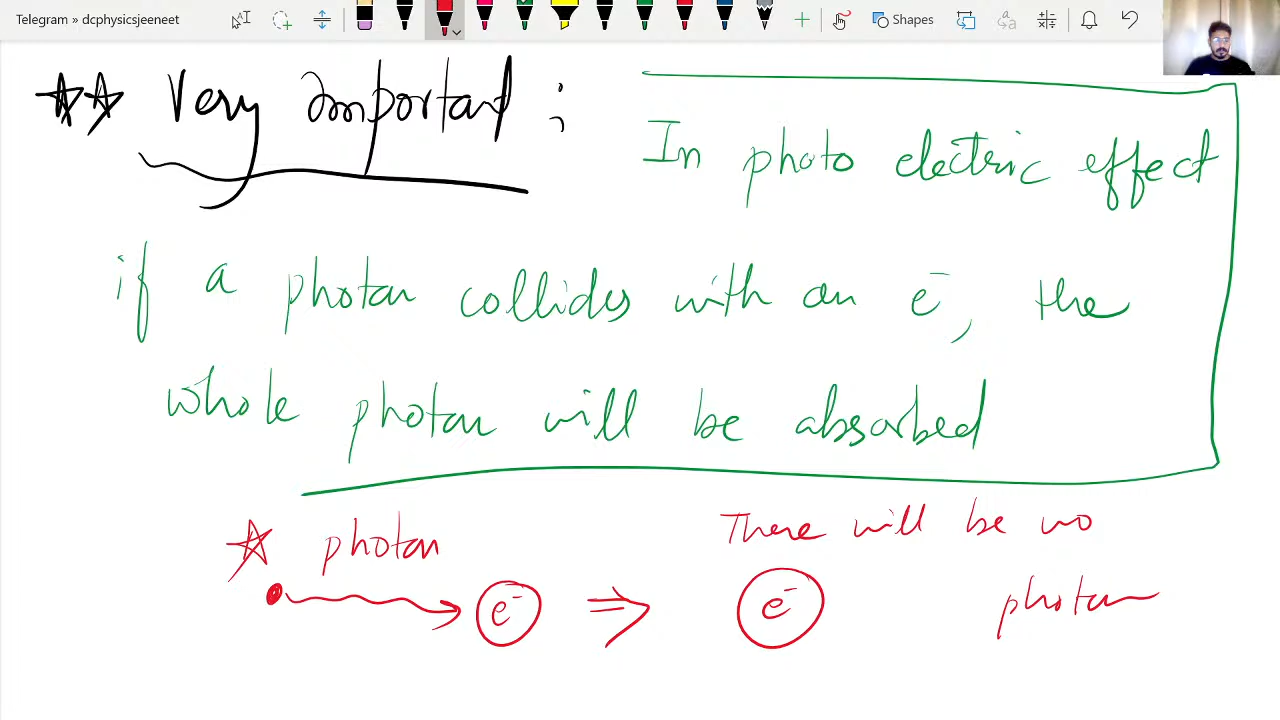 Telegram » dcphysicsjeeneet
Shapes
Very important :
In photo electric effect
if a photon collides with an e⁻, the
whole photon will be absorbed
photon
There will be no
e⁻ ⇒ e⁻ photon